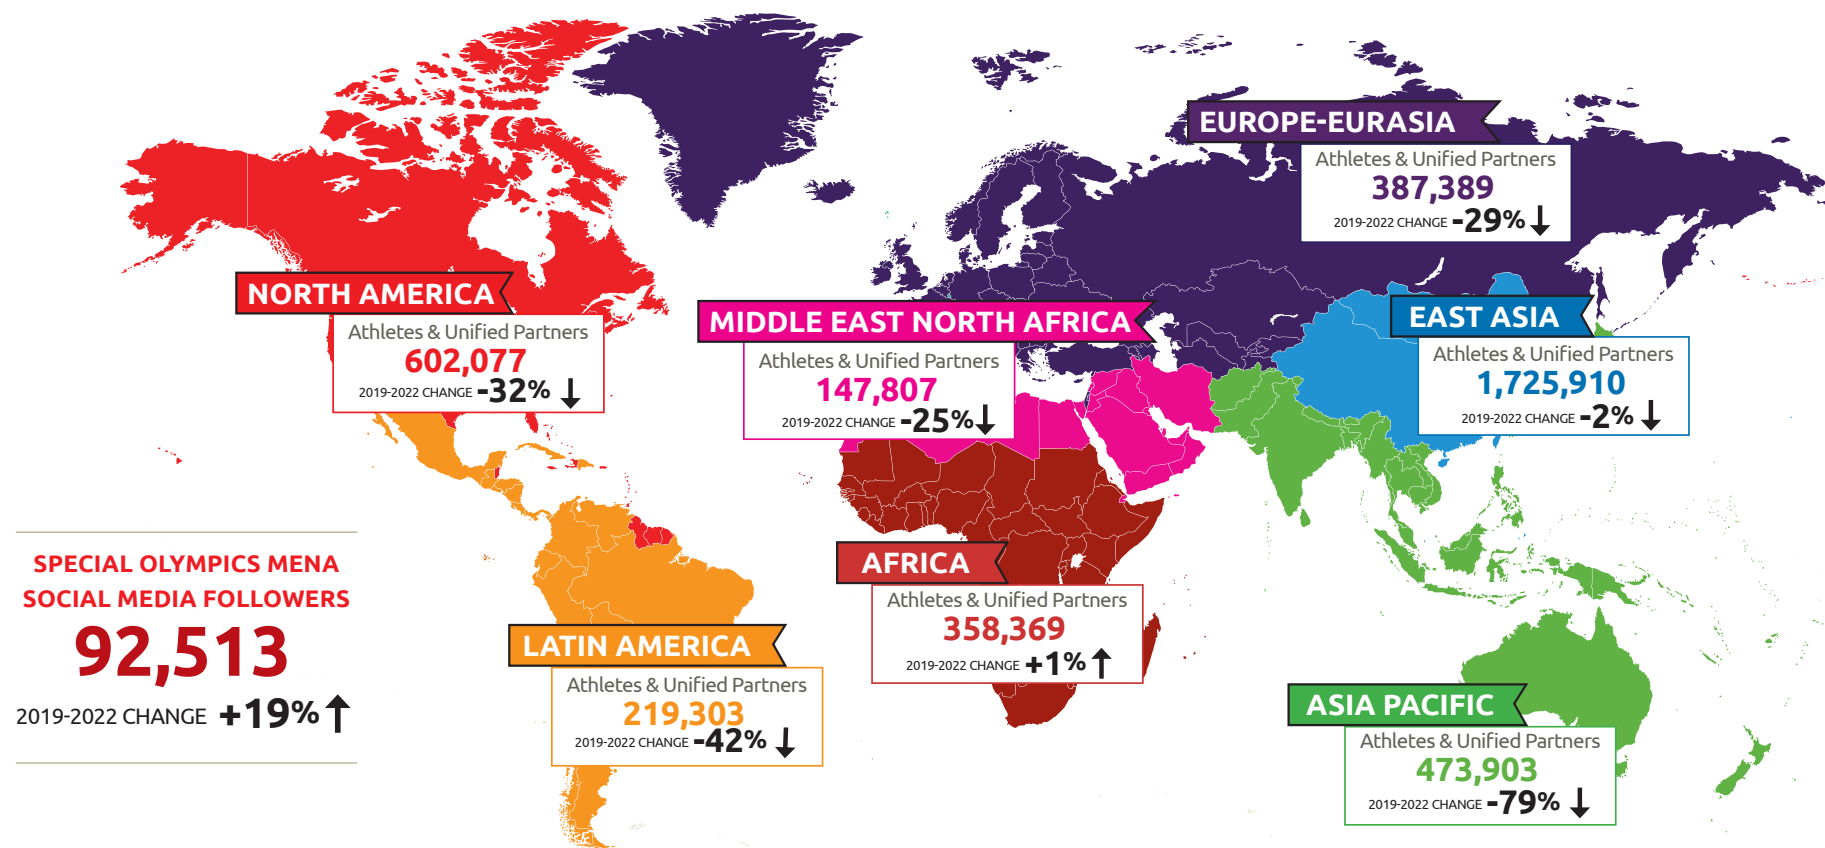 EUROPE-EURASIA
Athletes & Unified Partners
387,389
2019-2022 CHANGE -29%
NORTH AMERICA
Athletes & Unified Partners
602,077
2019-2022 CHANGE -32%
MIDDLE EAST NORTH AFRICA
Athletes & Unified Partners
147,807
2019-2022 CHANGE -25%
EAST ASIA
Athletes & Unified Partners
1,725,910
2019-2022 CHANGE -2%
SPECIAL OLYMPICS MENA
SOCIAL MEDIA FOLLOWERS
92,513
2019-2022 CHANGE +19%
AFRICA
Athletes & Unified Partners
358,369
2019-2022 CHANGE +1%
LATIN AMERICA
Athletes & Unified Partners
219,303
2019-2022 CHANGE -42%
ASIA PACIFIC
Athletes & Unified Partners
473,903
2019-2022 CHANGE -79%